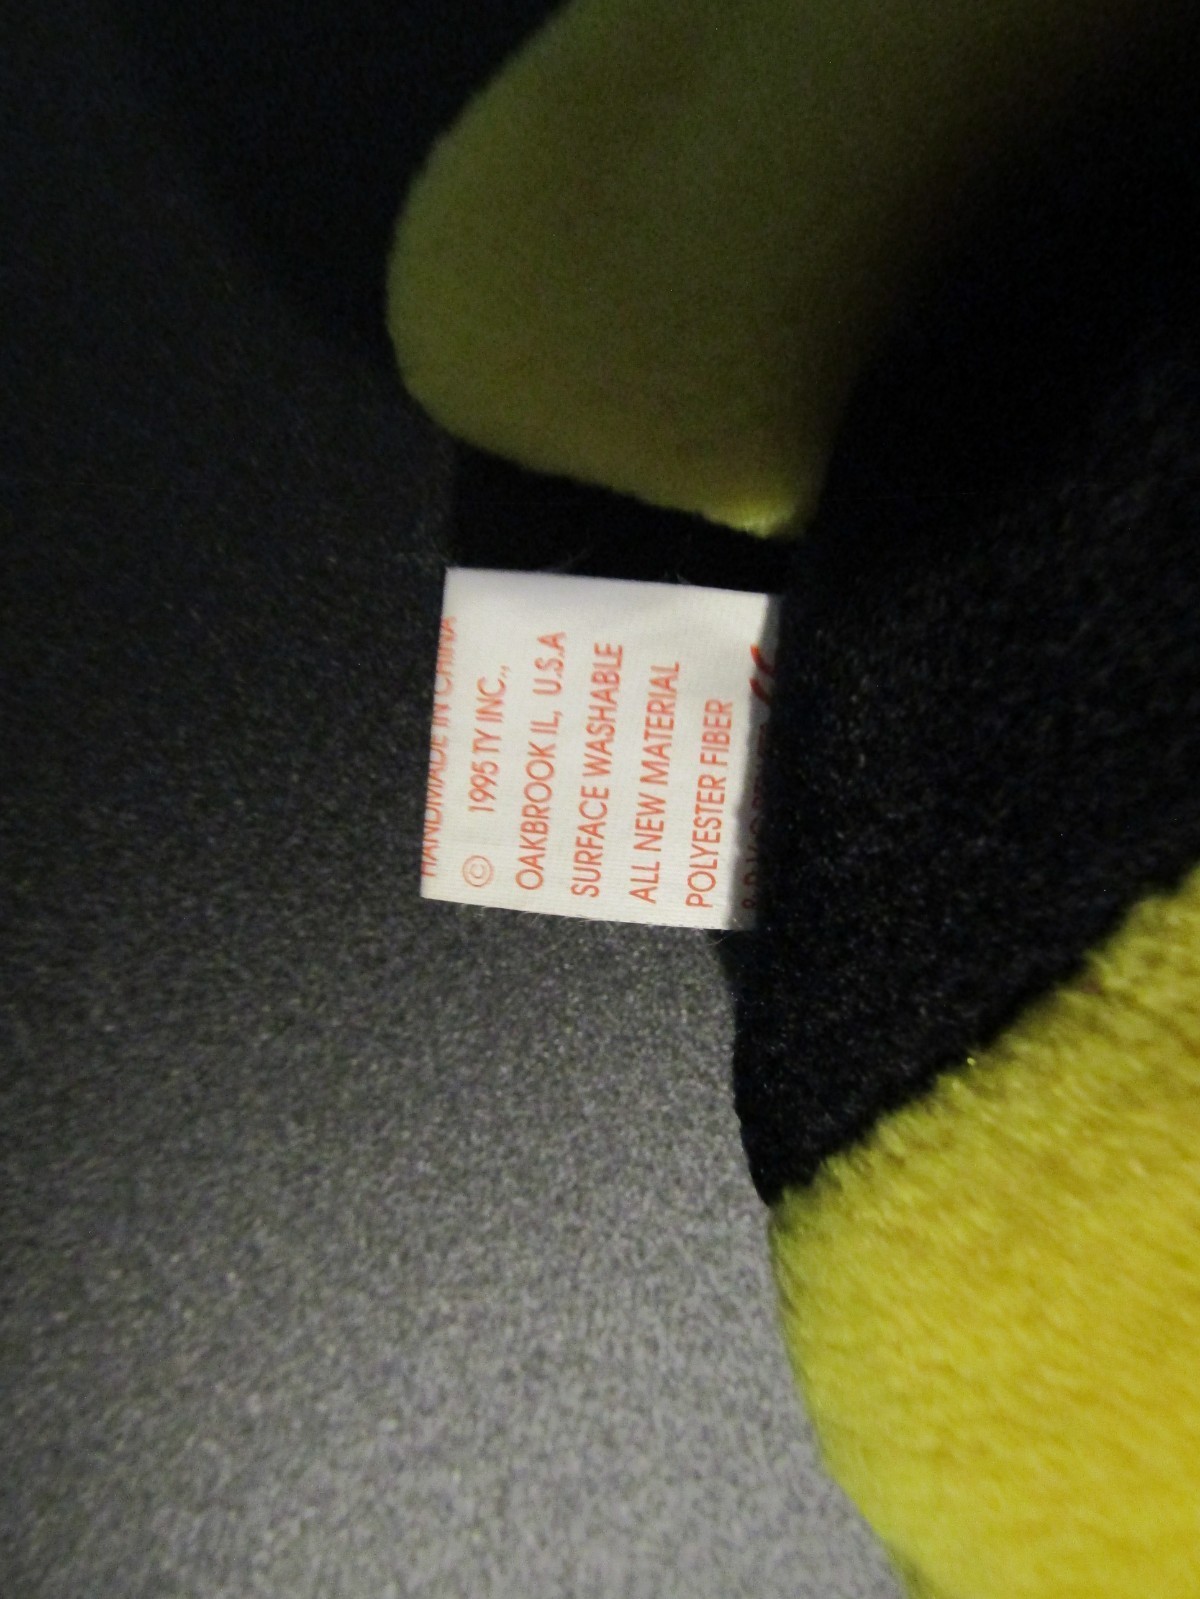 HANDMADE IN CHINA
© 1995 TY INC.,
OAKBROOK IL, U.S.A
SURFACE WASHABLE
ALL NEW MATERIAL
POLYESTER FIBER